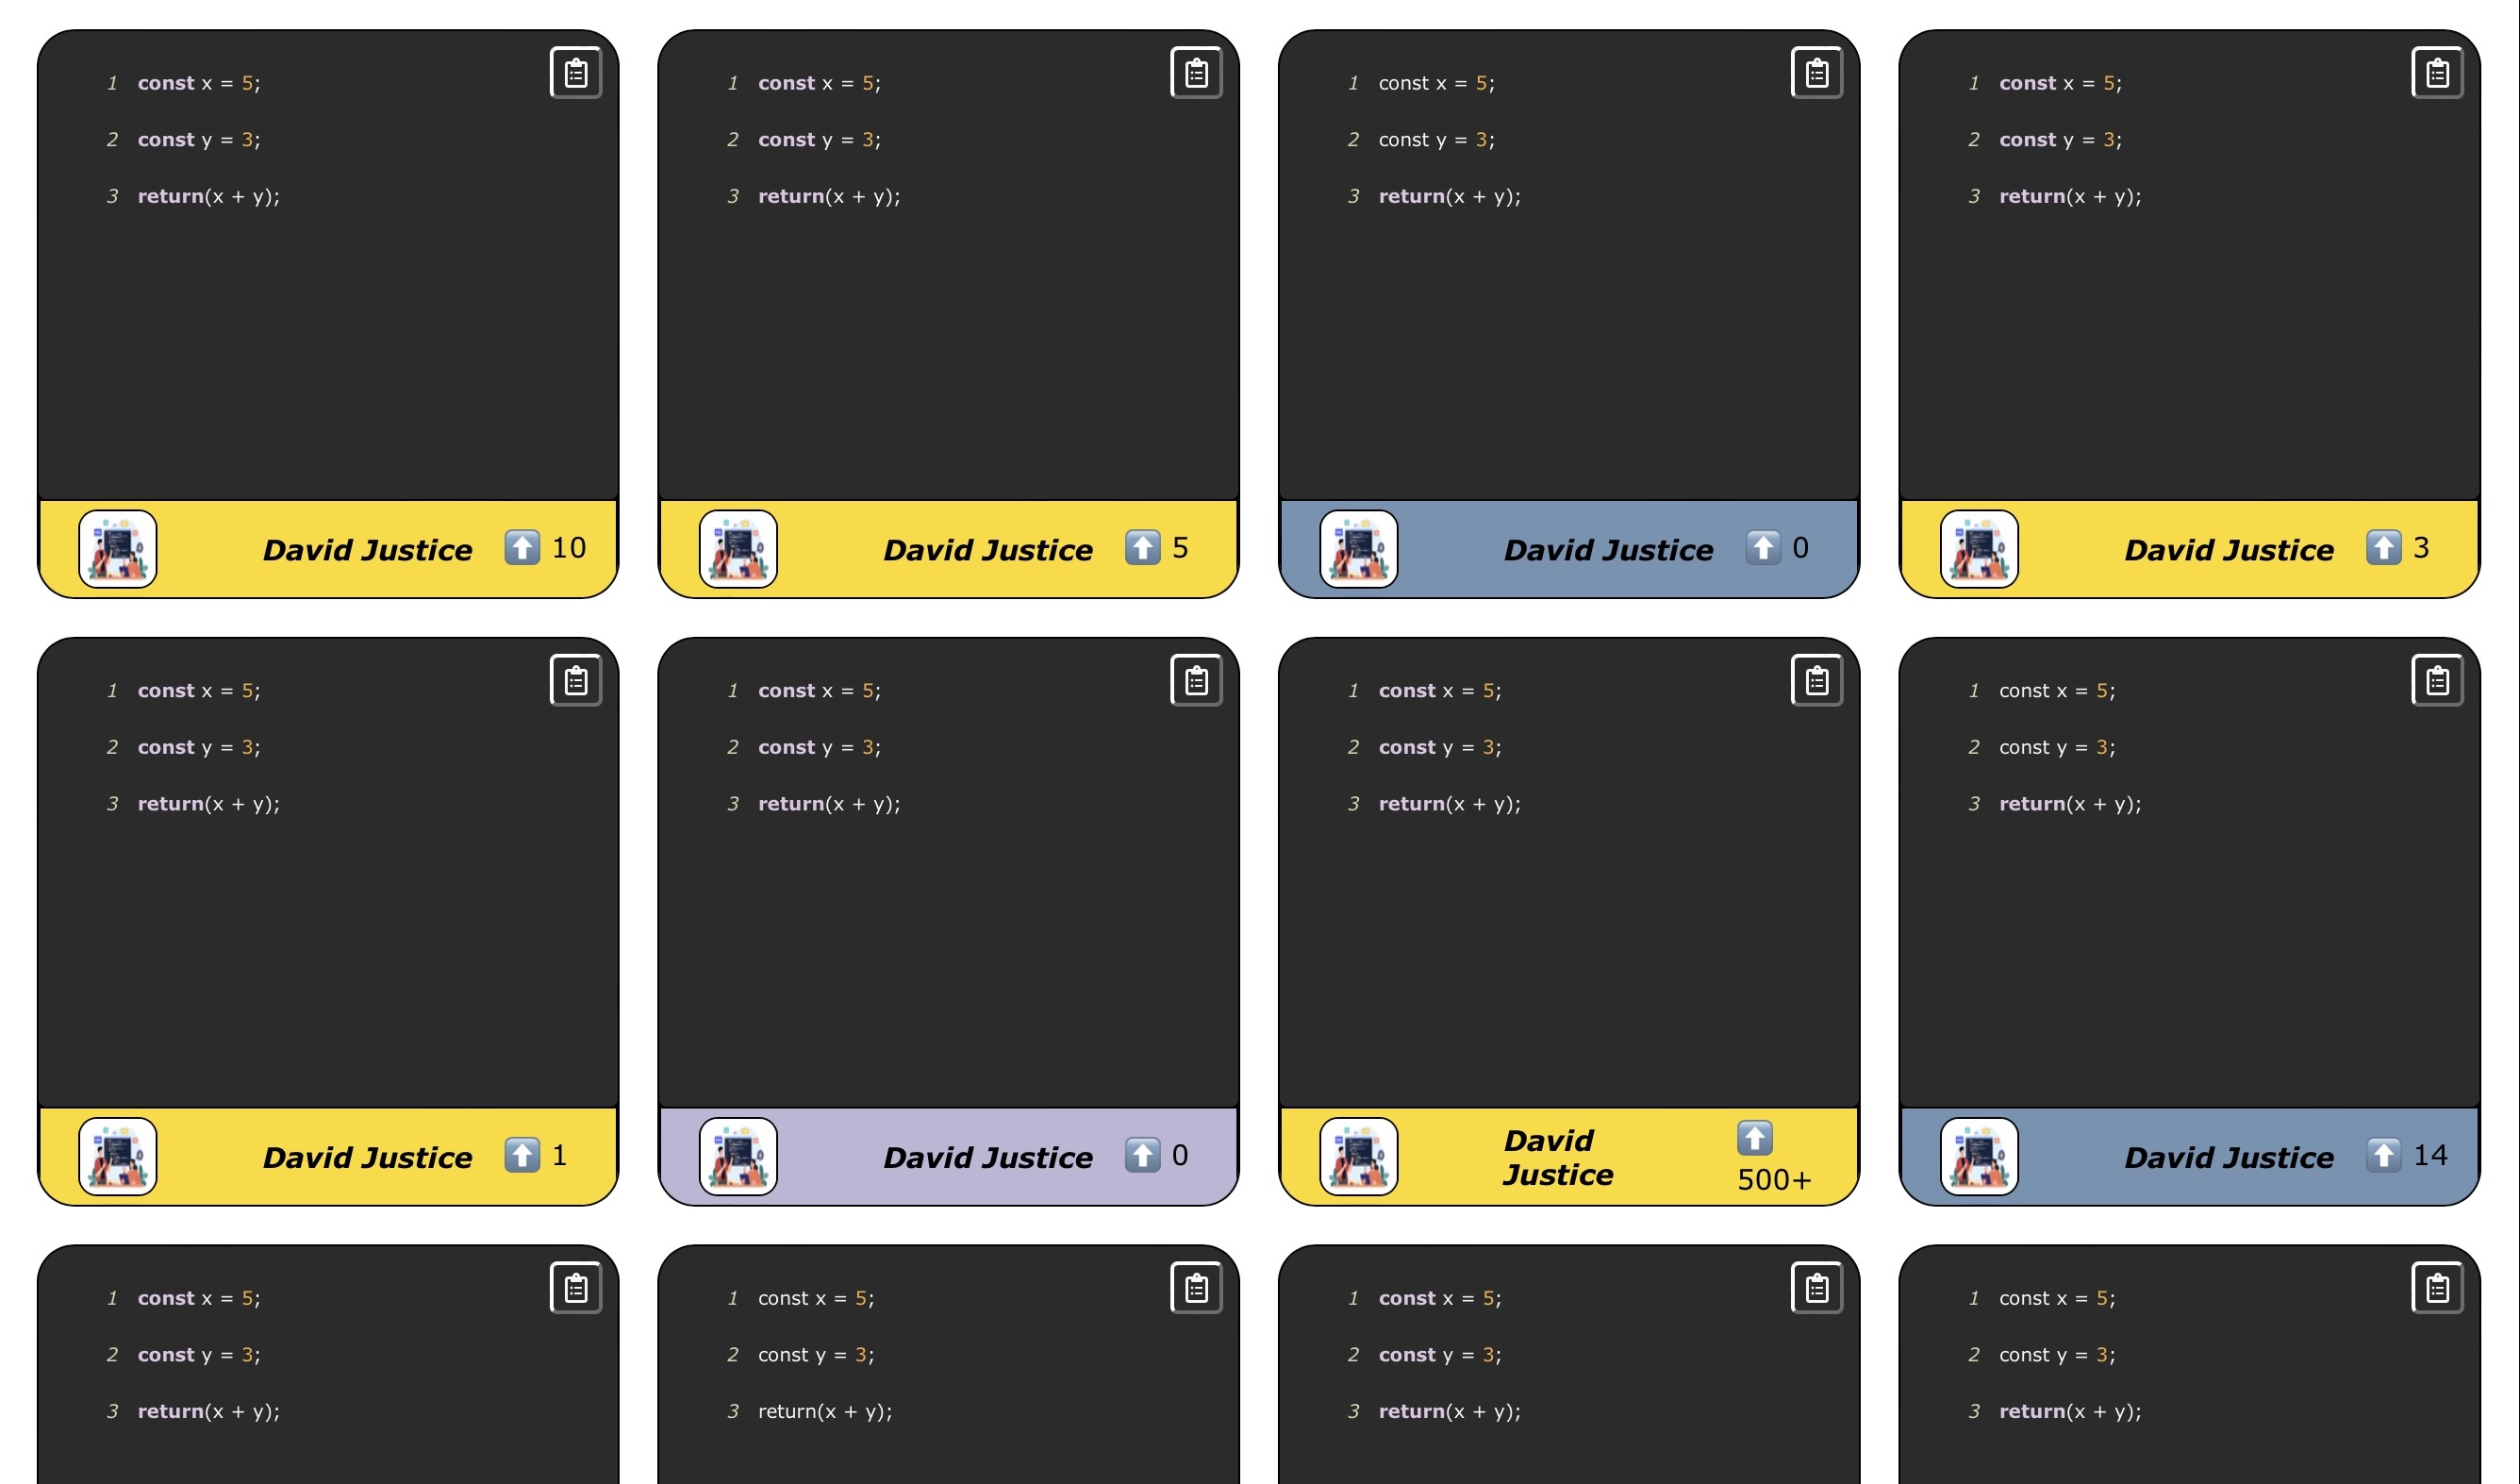 1 const x = 5;
2 const y = 3;
3 return(x + y);
David Justice ⬆️ 10
1 const x = 5;
2 const y = 3;
3 return(x + y);
David Justice ⬆️ 5
1 const x = 5;
2 const y = 3;
3 return(x + y);
David Justice ⬆️ 0
1 const x = 5;
2 const y = 3;
3 return(x + y);
David Justice ⬆️ 3
1 const x = 5;
2 const y = 3;
3 return(x + y);
David Justice ⬆️ 1
1 const x = 5;
2 const y = 3;
3 return(x + y);
David Justice ⬆️ 0
1 const x = 5;
2 const y = 3;
3 return(x + y);
David
Justice
⬆️
500+
1 const x = 5;
2 const y = 3;
3 return(x + y);
David Justice ⬆️ 14
1 const x = 5;
2 const y = 3;
3 return(x + y);
1 const x = 5;
2 const y = 3;
3 return(x + y);
1 const x = 5;
2 const y = 3;
3 return(x + y);
1 const x = 5;
2 const y = 3;
3 return(x + y);